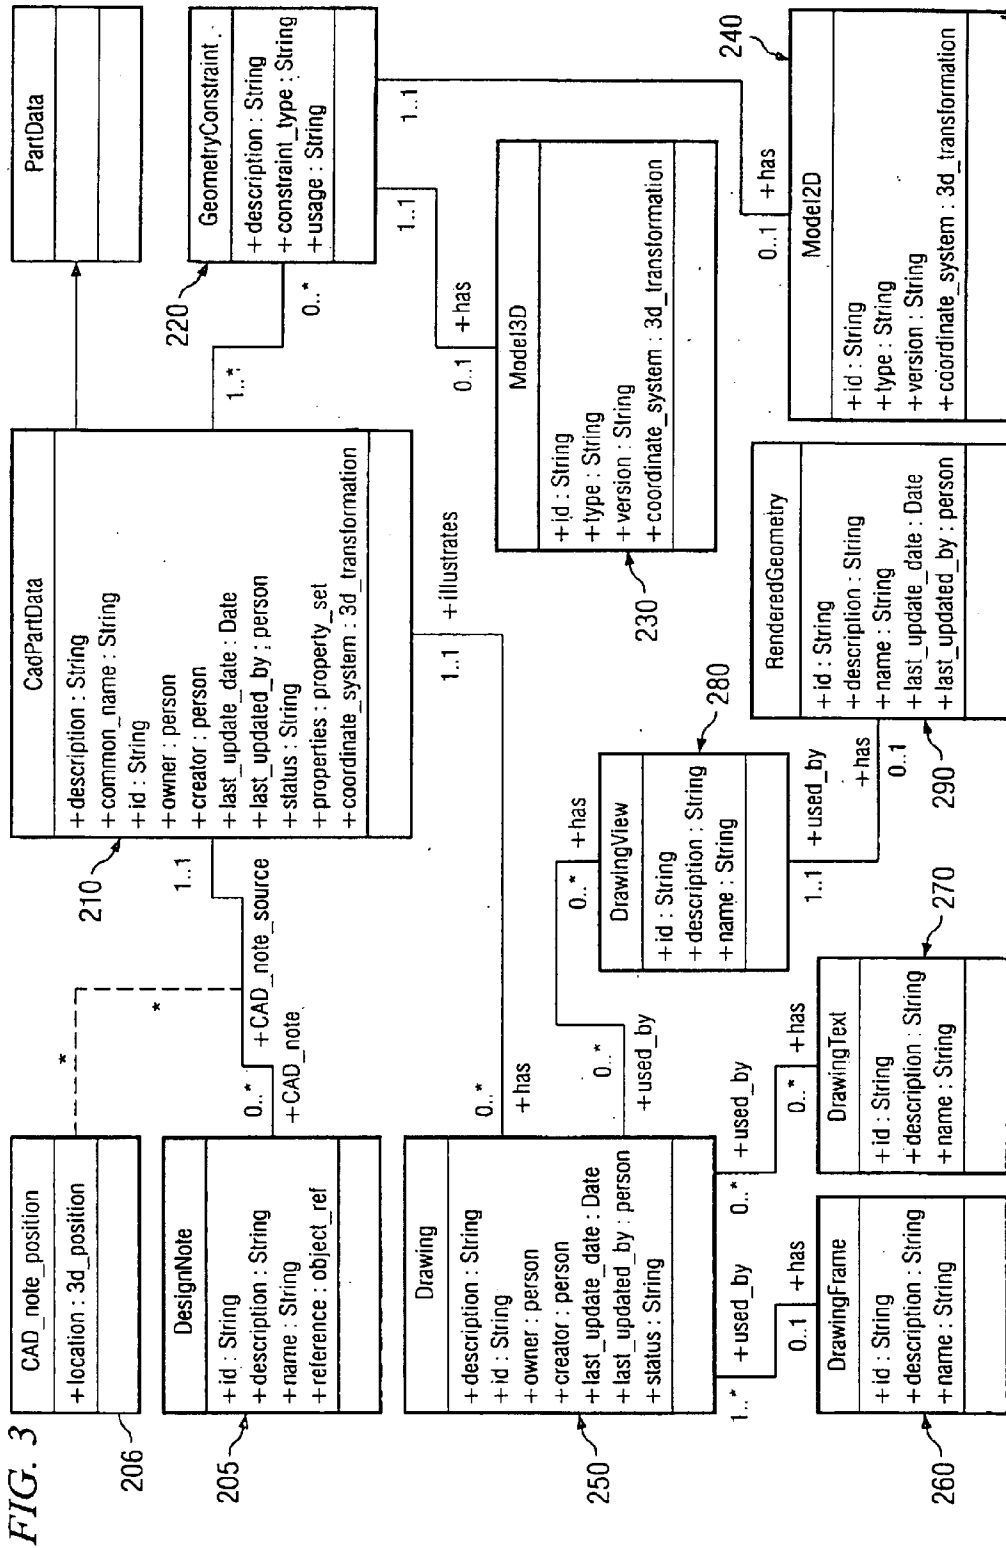 FIG. 3
CAD_note_position
+location : 3d_position
206
*
*
DesignNote
+id : String
+description : String
+name : String
+reference : object_ref
205
0..*
+CAD_note
+CAD_note_source
1..1
210
CadPartData
+description : String
+common_name : String
+id : String
+owner : person
+creator : person
+last_update_date : Date
+last_updated_by : person
+status : String
+properties : property_set
+coordinate_system : 3d_transformation
PartData
1..*
0..*
220
GeometryConstraint
+description : String
+constraint_type : String
+usage : String
1..1
1..1
+has
0..1
Model3D
+id : String
+type : String
+version : String
+coordinate_system : 3d_transformation
230
+has
0..1
240
Model2D
+id : String
+type : String
+version : String
+coordinate_system : 3d_transformation
+illustrates
1..1
0..*
+has
Drawing
+description : String
+id : String
+owner : person
+creator : person
+last_update_date : Date
+last_updated_by : person
+status : String
250
0..*
+used_by
0..*
+has
DrawingView
+id : String
+description : String
+name : String
280
+used_by
1..1
+has
0..1
RenderedGeometry
+id : String
+description : String
+name : String
+last_update_date : Date
+last_updated_by : person
290
1..*
+used_by
0..1
+has
DrawingFrame
+id : String
+description : String
+name : String
260
0..*
+used_by
0..*
+has
DrawingText
+id : String
+description : String
+name : String
270